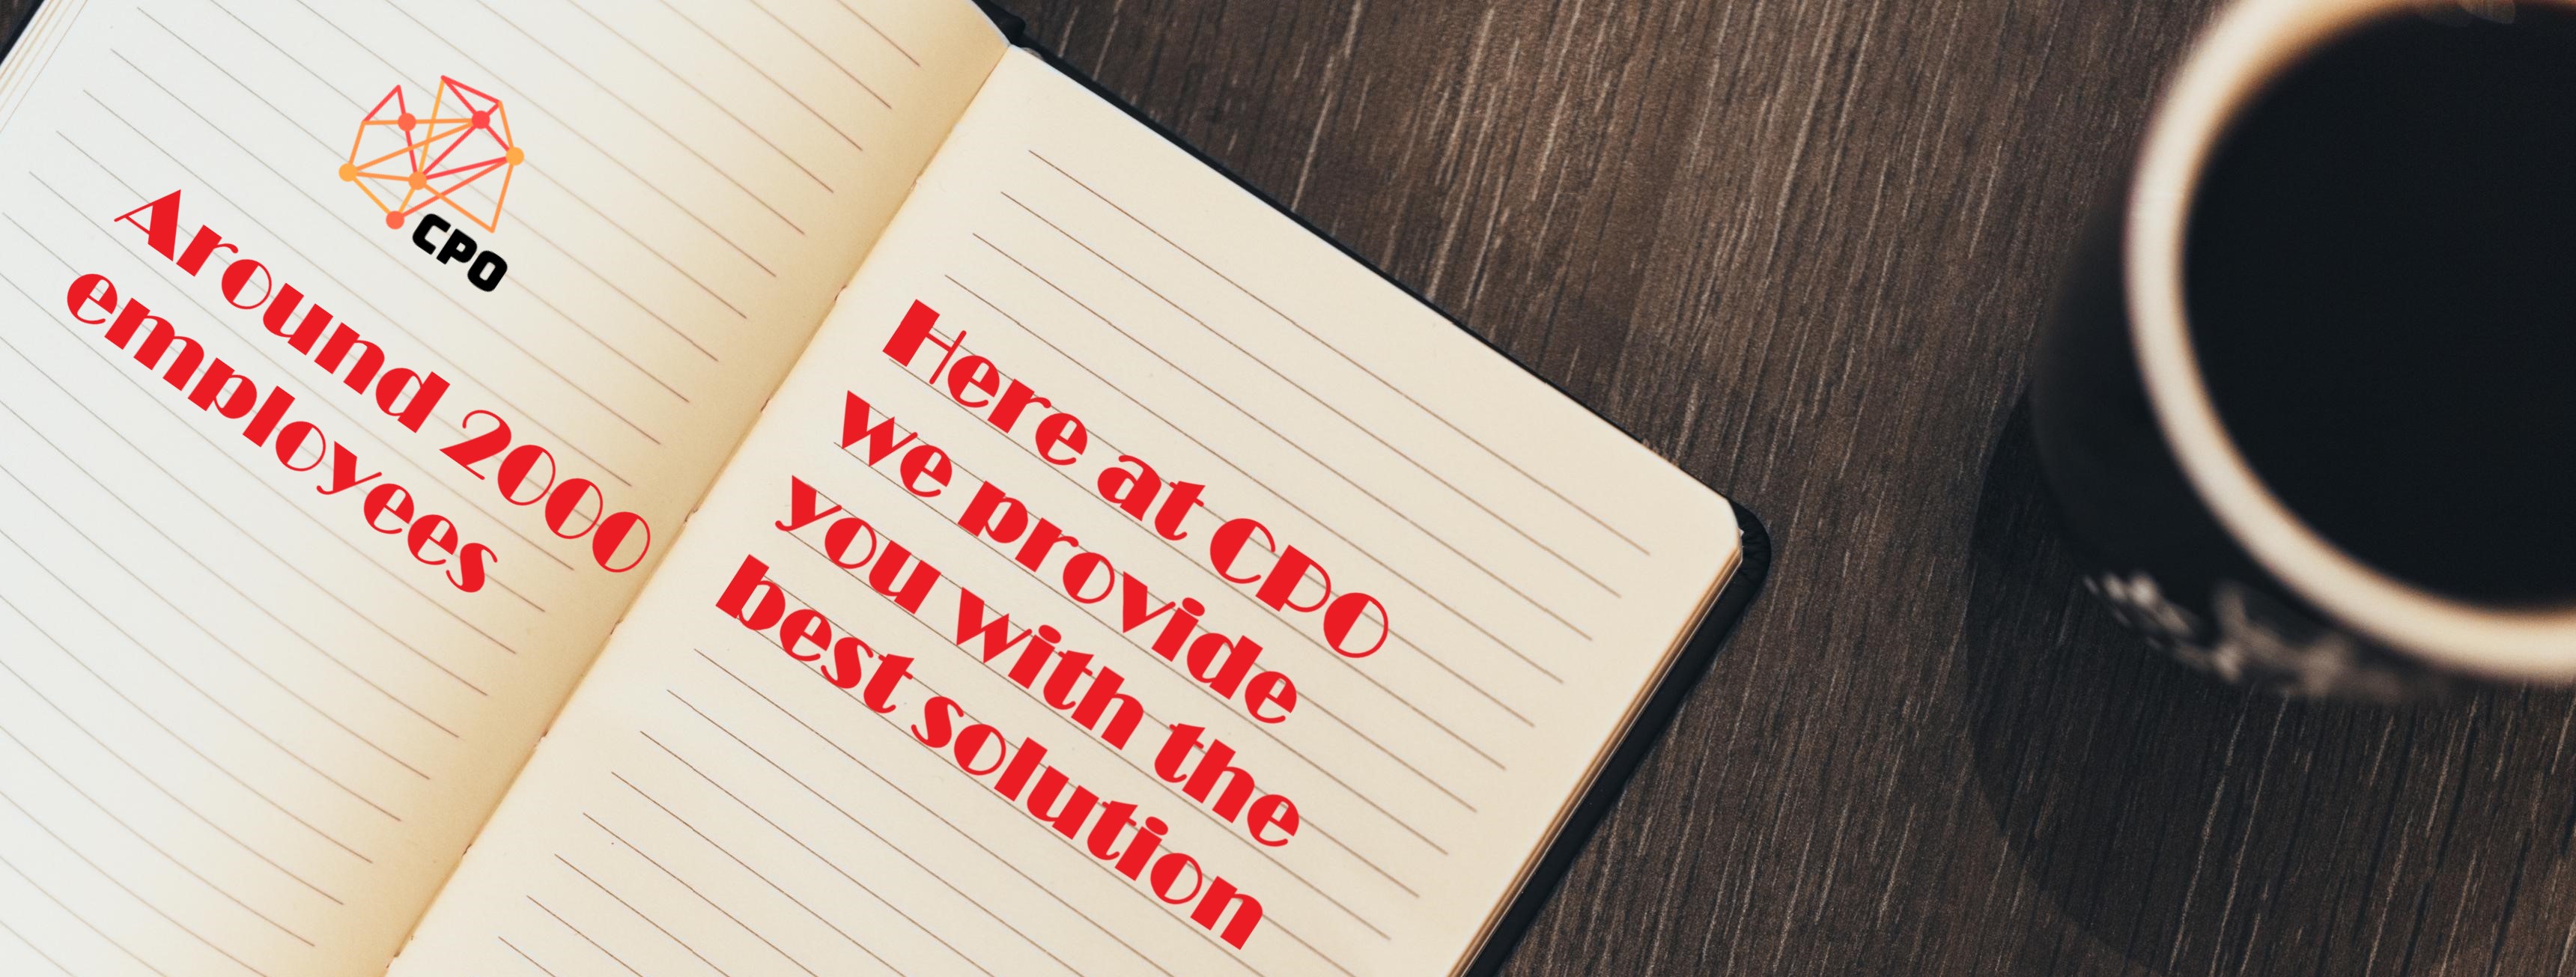 CPO
Around 2000
employees
Here at CPO
we provide
you with the
best solution